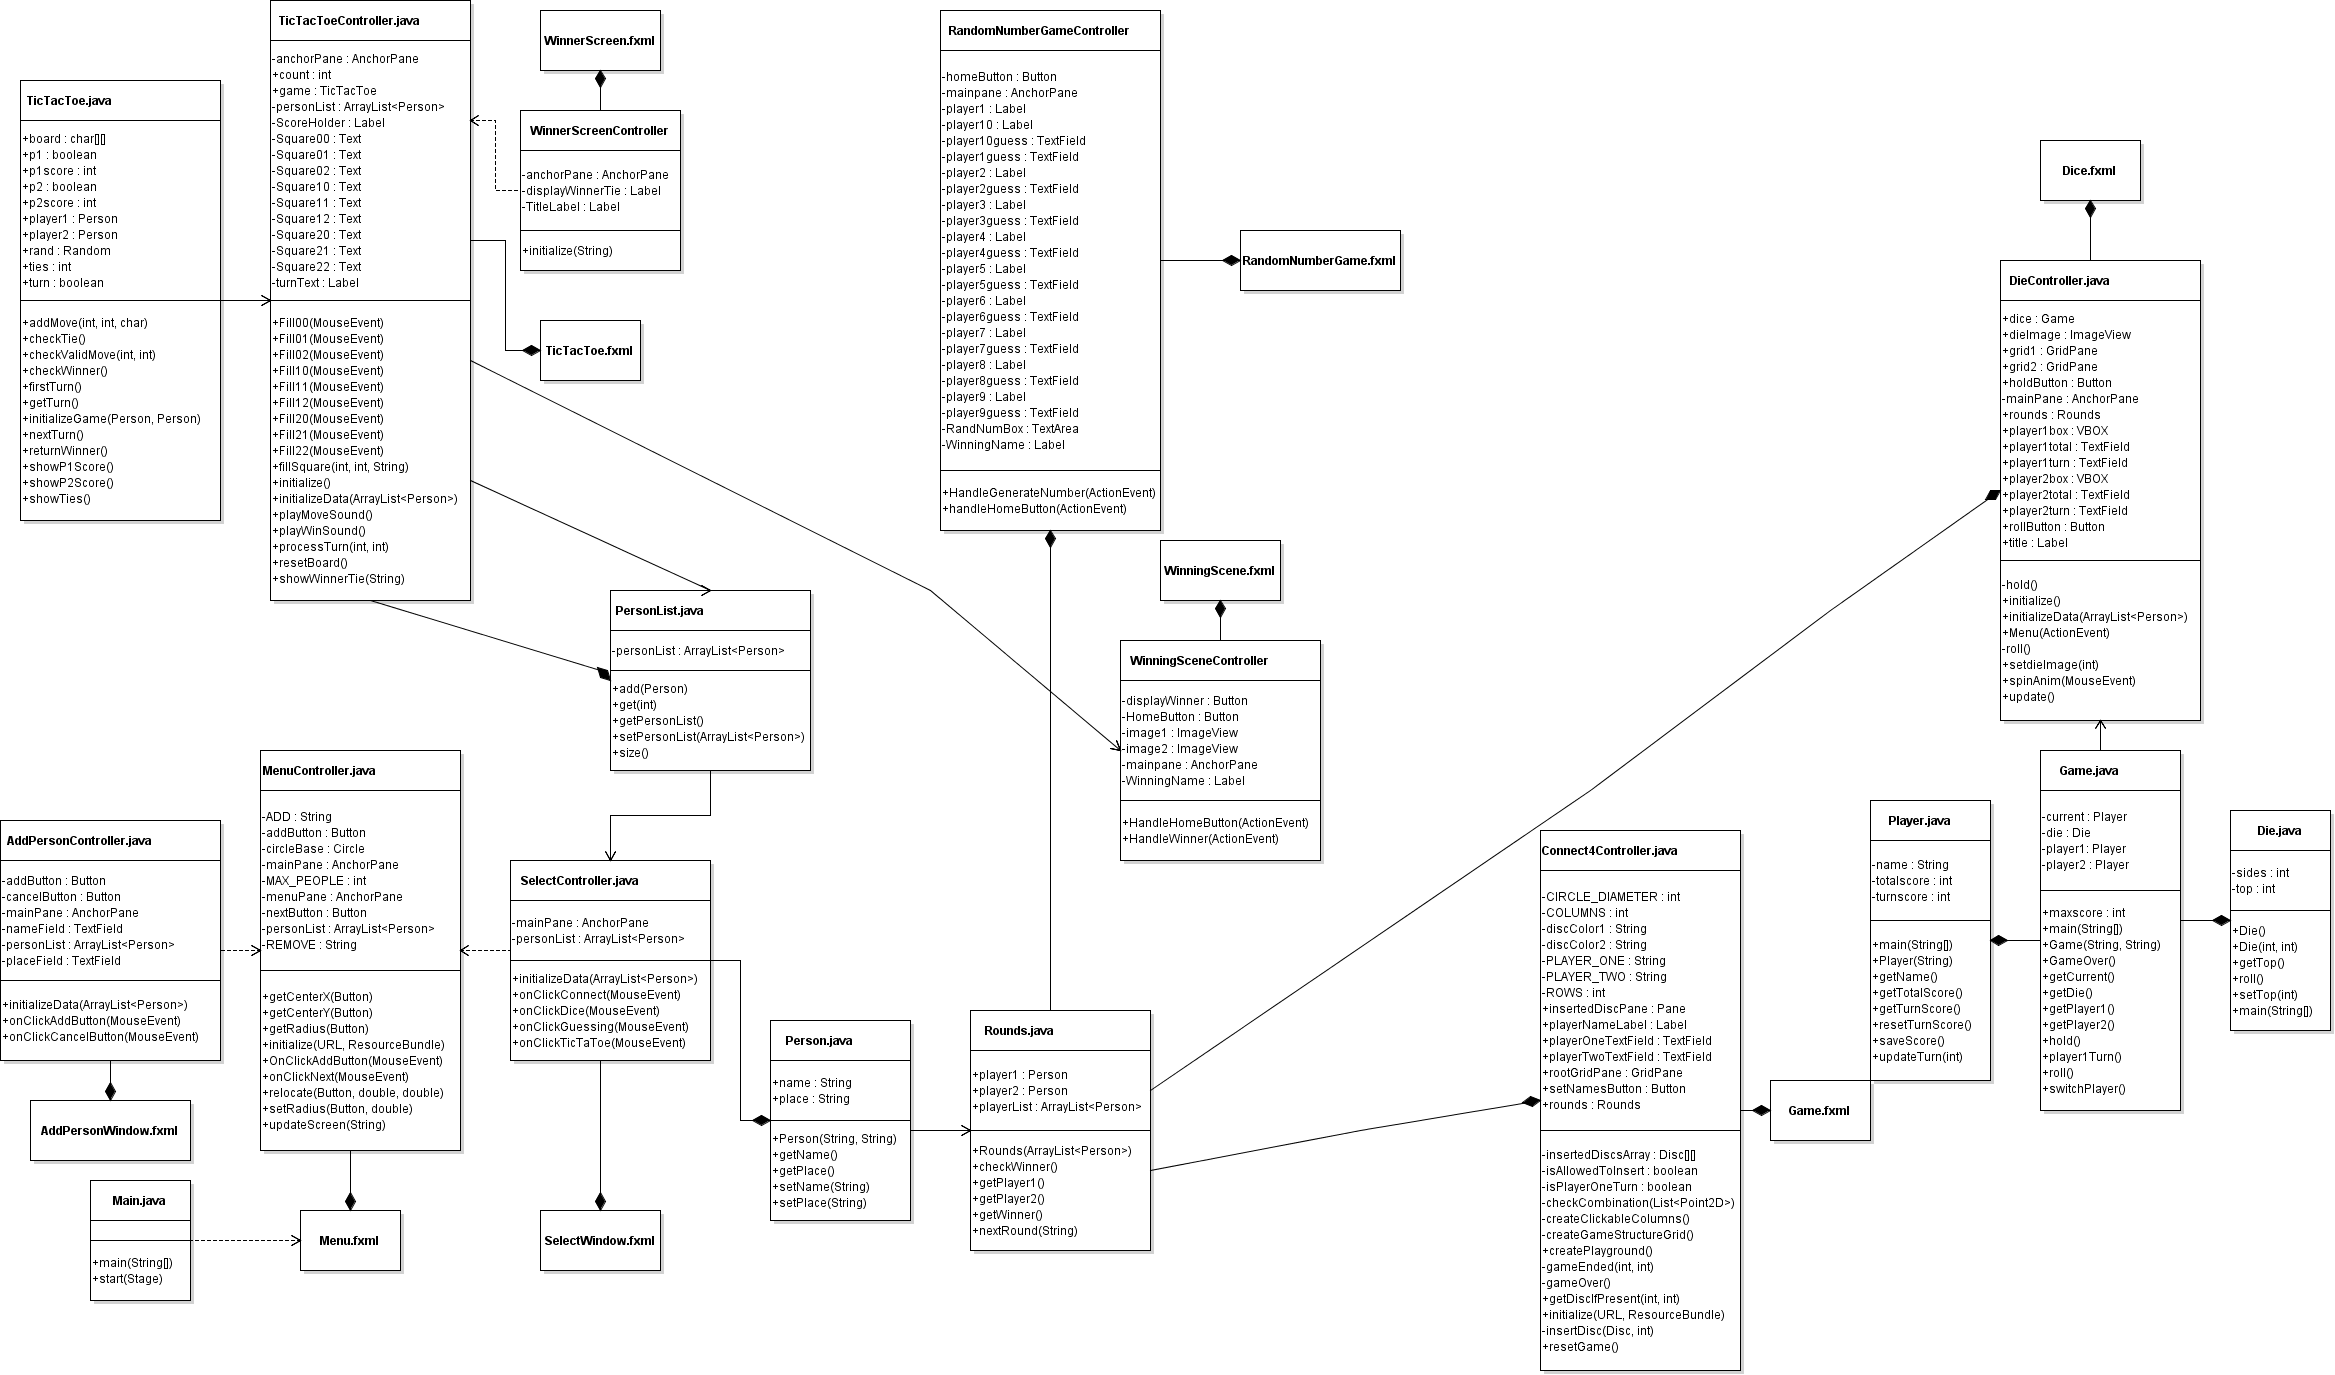 TicTacToe.java
+board : char[][]
+p1 : boolean
+p1score : int
+p2 : boolean
+p2score : int
+player1 : Person
+player2 : Person
+rand : Random
+ties : int
+turn : boolean
+addMove(int, int, char)
+checkTie()
+checkValidMove(int, int)
+checkWinner()
+firstTurn()
+getTurn()
+initializeGame(Person, Person)
+nextTurn()
+returnWinner()
+showP1Score()
+showP2Score()
+showTies()
TicTacToeController.java
-anchorPane : AnchorPane
+count : int
+game : TicTacToe
-personList : ArrayList<Person>
-ScoreHolder : Label
-Square00 : Text
-Square01 : Text
-Square02 : Text
-Square10 : Text
-Square11 : Text
-Square12 : Text
-Square20 : Text
-Square21 : Text
-Square22 : Text
-turnText : Label
+Fill00(MouseEvent)
+Fill01(MouseEvent)
+Fill02(MouseEvent)
+Fill10(MouseEvent)
+Fill11(MouseEvent)
+Fill12(MouseEvent)
+Fill20(MouseEvent)
+Fill21(MouseEvent)
+Fill22(MouseEvent)
+fillSquare(int, int, String)
+initialize()
+initializeData(ArrayList<Person>)
+playMoveSound()
+playWinSound()
+processTurn(int, int)
+resetBoard()
+showWinnerTie(String)
WinnerScreen.fxml
WinnerScreenController
-anchorPane : AnchorPane
-displayWinnerTie : Label
-TitleLabel : Label
+initialize(String)
TicTacToe.fxml
PersonList.java
-personList : ArrayList<Person>
+add(Person)
+get(int)
+getPersonList()
+setPersonList(ArrayList<Person>)
+size()
RandomNumberGameController
-homeButton : Button
-mainpane : AnchorPane
-player1 : Label
-player10 : Label
-player10guess : TextField
-player1guess : TextField
-player2 : Label
-player2guess : TextField
-player3 : Label
-player3guess : TextField
-player4 : Label
-player4guess : TextField
-player5 : Label
-player5guess : TextField
-player6 : Label
-player6guess : TextField
-player7 : Label
-player7guess : TextField
-player8 : Label
-player8guess : TextField
-player9 : Label
-player9guess : TextField
-RandNumBox : TextArea
-WinningName : Label
+HandleGenerateNumber(ActionEvent)
+handleHomeButton(ActionEvent)
RandomNumberGame.fxml
WinningScene.fxml
WinningSceneController
-displayWinner : Button
-HomeButton : Button
-image1 : ImageView
-image2 : ImageView
-mainpane : AnchorPane
-WinningName : Label
+HandleHomeButton(ActionEvent)
+HandleWinner(ActionEvent)
Dice.fxml
DieController.java
+dice : Game
+dieImage : ImageView
+grid1 : GridPane
+grid2 : GridPane
+holdButton : Button
-mainPane : AnchorPane
+rounds : Rounds
+player1box : VBOX
+player1total : TextField
+player1turn : TextField
+player2box : VBOX
+player2total : TextField
+player2turn : TextField
+rollButton : Button
+title : Label
-hold()
+initialize()
+initializeData(ArrayList<Person>)
+Menu(ActionEvent)
-roll()
+setdieImage(int)
+spinAnim(MouseEvent)
+update()
AddPersonController.java
-addButton : Button
-cancelButton : Button
-mainPane : AnchorPane
-nameField : TextField
-personList : ArrayList<Person>
-placeField : TextField
+initializeData(ArrayList<Person>)
+onClickAddButton(MouseEvent)
+onClickCancelButton(MouseEvent)
AddPersonWindow.fxml
Main.java
+main(String[])
+start(Stage)
MenuController.java
-ADD : String
-addButton : Button
-circleBase : Circle
-mainPane : AnchorPane
-MAX_PEOPLE : int
-menuPane : AnchorPane
-nextButton : Button
-personList : ArrayList<Person>
-REMOVE : String
+getCenterX(Button)
+getCenterY(Button)
+getRadius(Button)
+initialize(URL, ResourceBundle)
+OnClickAddButton(MouseEvent)
+onClickNext(MouseEvent)
+relocate(Button, double, double)
+setRadius(Button, double)
+updateScreen(String)
Menu.fxml
SelectController.java
-mainPane : AnchorPane
-personList : ArrayList<Person>
+initializeData(ArrayList<Person>)
+onClickConnect(MouseEvent)
+onClickDice(MouseEvent)
+onClickGuessing(MouseEvent)
+onClickTicTaToe(MouseEvent)
SelectWindow.fxml
Person.java
+name : String
+place : String
+Person(String, String)
+getName()
+getPlace()
+setName(String)
+setPlace(String)
Rounds.java
+player1 : Person
+player2 : Person
+playerList : ArrayList<Person>
+Rounds(ArrayList<Person>)
+checkWinner()
+getPlayer1()
+getPlayer2()
+getWinner()
+nextRound(String)
Connect4Controller.java
-CIRCLE_DIAMETER : int
-COLUMNS : int
-discColor1 : String
-discColor2 : String
-PLAYER_ONE : String
-PLAYER_TWO : String
-ROWS : int
+insertedDiscPane : Pane
+playerNameLabel : Label
+playerOneTextField : TextField
+playerTwoTextField : TextField
+rootGridPane : GridPane
+setNamesButton : Button
+rounds : Rounds
-insertedDiscsArray : Disc[][]
-isAllowedToInsert : boolean
-isPlayerOneTurn : boolean
-checkCombination(List<Point2D>)
-createClickableColumns()
-createGameStructureGrid()
+createPlayground()
-gameEnded(int, int)
-gameOver()
+getDiscIfPresent(int, int)
+initialize(URL, ResourceBundle)
-insertDisc(Disc, int)
+resetGame()
Game.fxml
Player.java
-name : String
-totalscore : int
-turnscore : int
+main(String[])
+Player(String)
+getName()
+getTotalScore()
+getTurnScore()
+resetTurnScore()
+saveScore()
+updateTurn(int)
Game.java
-current : Player
-die : Die
-player1: Player
-player2 : Player
+maxscore : int
+main(String[])
+Game(String, String)
+GameOver()
+getCurrent()
+getDie()
+getPlayer1()
+getPlayer2()
+hold()
+player1Turn()
+roll()
+switchPlayer()
Die.java
-sides : int
-top : int
+Die()
+Die(int, int)
+getTop()
+roll()
+setTop(int)
+main(String[])